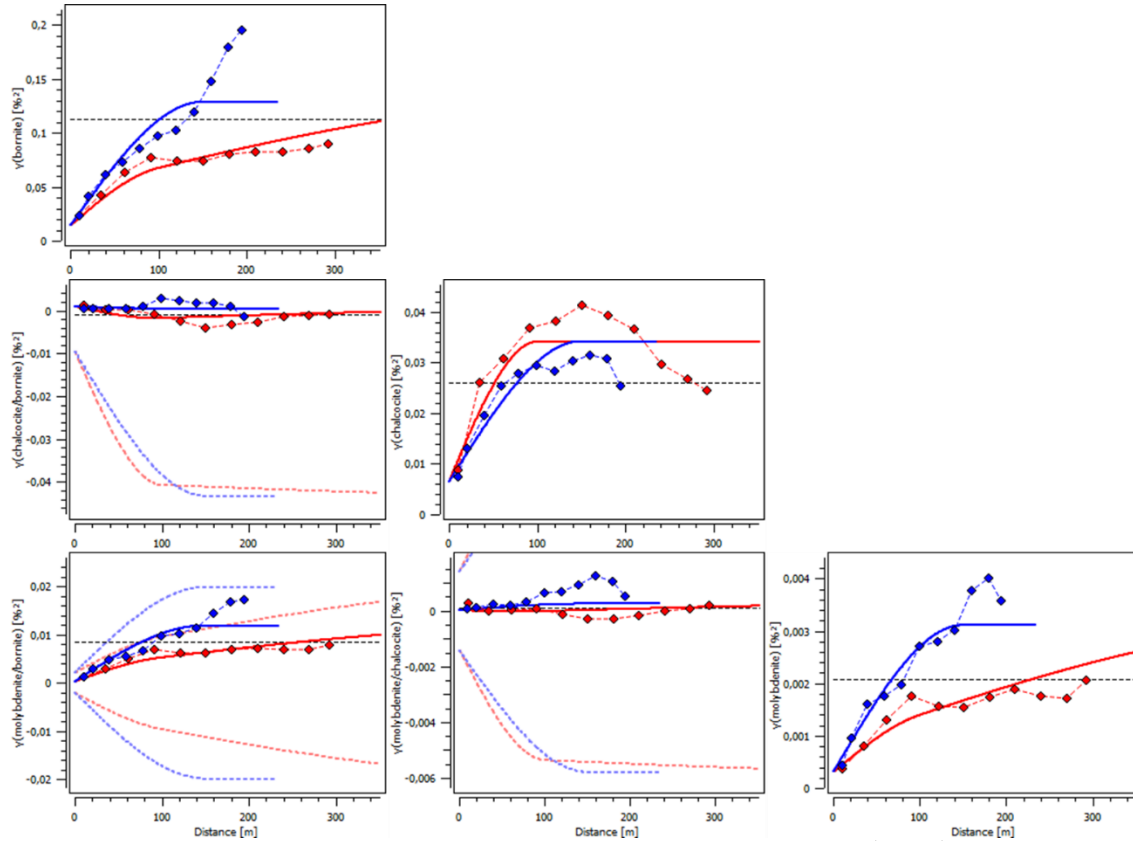 γ(bornite) [%²]
0,2
0,15
0,1
0,05
0
0 100 200 300
γ(chalcocite/bornite) [%²]
0
-0,01
-0,02
-0,03
-0,04
γ(chalcocite) [%²]
0,04
0,03
0,02
0,01
0
0 100 200 300
0 100 200 300
γ(molybdenite/bornite) [%²]
0,02
0,01
0
-0,01
-0,02
γ(molybdenite/chalcocite) [%²]
0
-0,002
-0,004
-0,006
γ(molybdenite) [%²]
0,004
0,003
0,002
0,001
0
0 100 200 300
0 100 200 300
0 100 200 300
Distance [m]
Distance [m]
Distance [m]